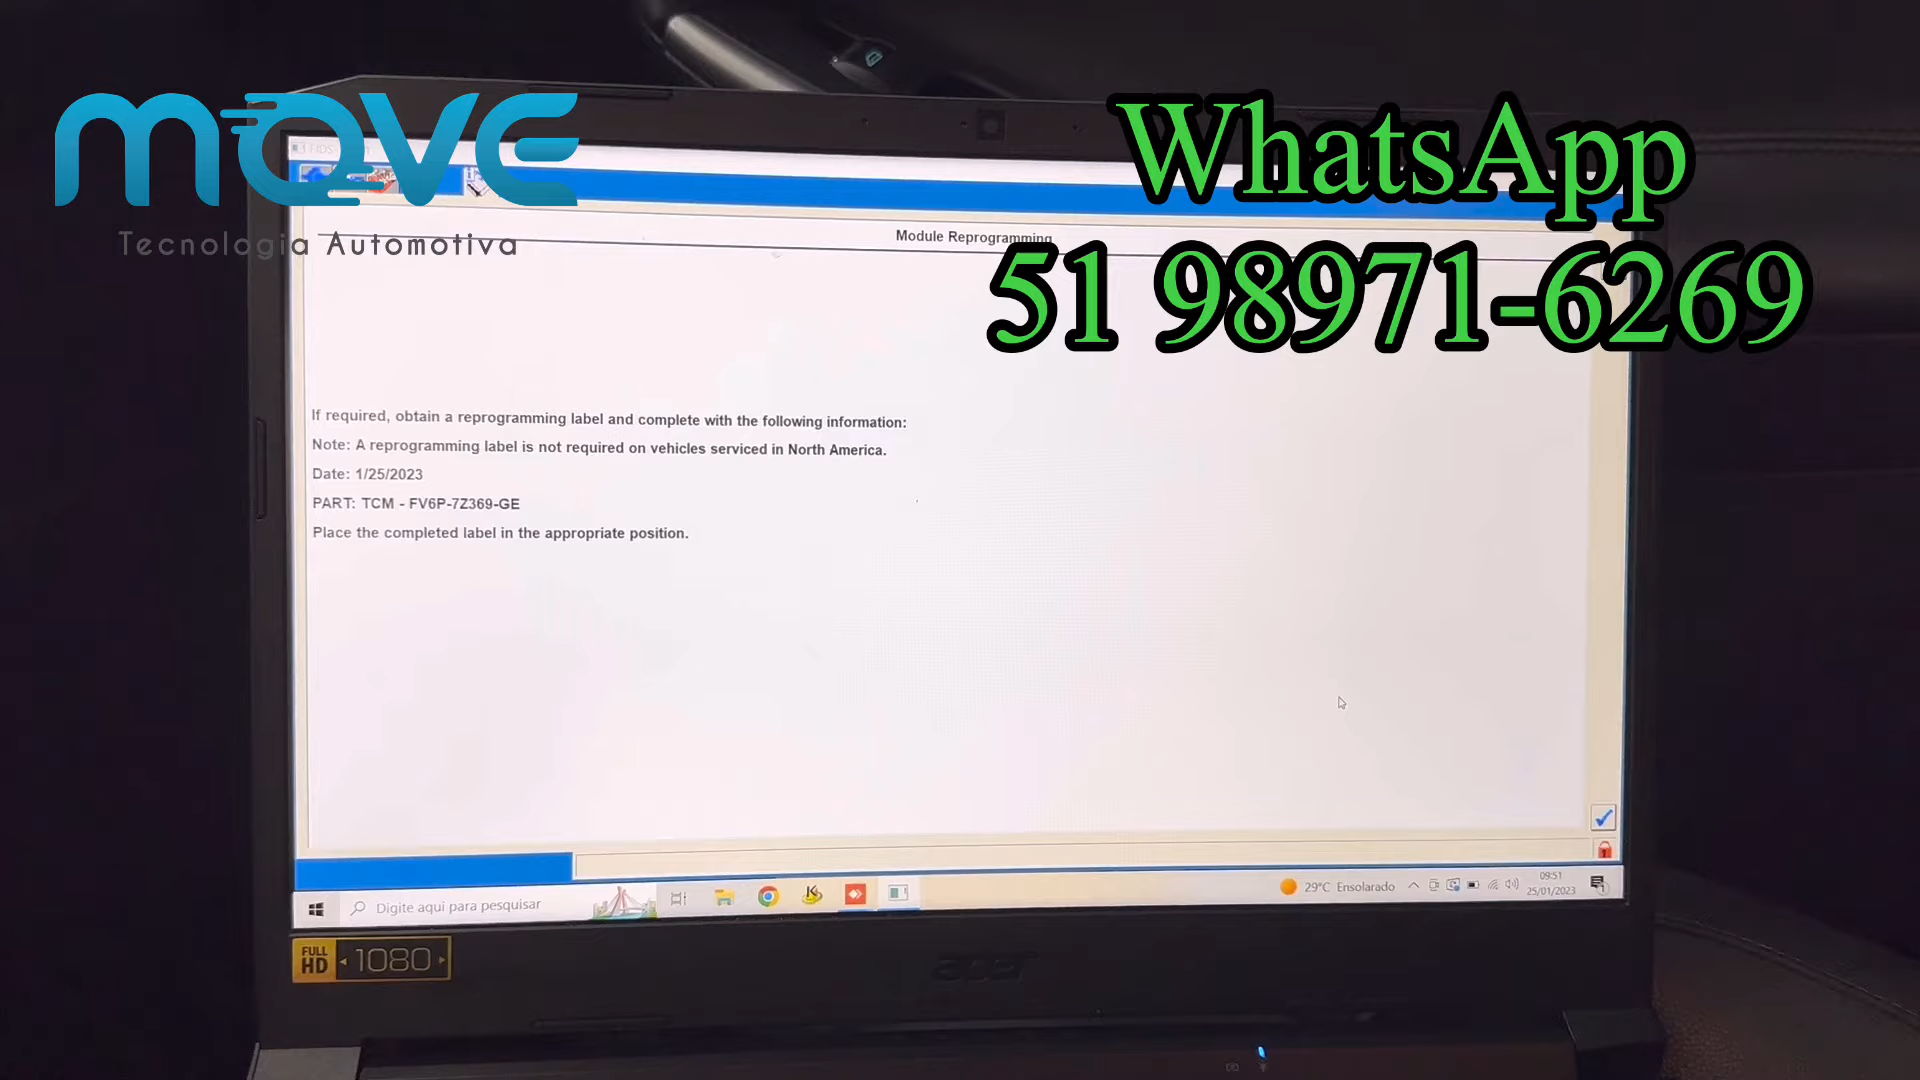 MOVE
Tecnologia Automotiva
WhatsApp
51 98971-6269
Module Reprogramming
If required, obtain a reprogramming label and complete with the following information:
Note: A reprogramming label is not required on vehicles serviced in North America.
Date: 1/25/2023
PART: TCM - FV6P-7Z369-GE
Place the completed label in the appropriate position.
Digite aqui para pesquisar
29°C Ensolarado
09:51
25/01/2023
FULL HD 1080
acer